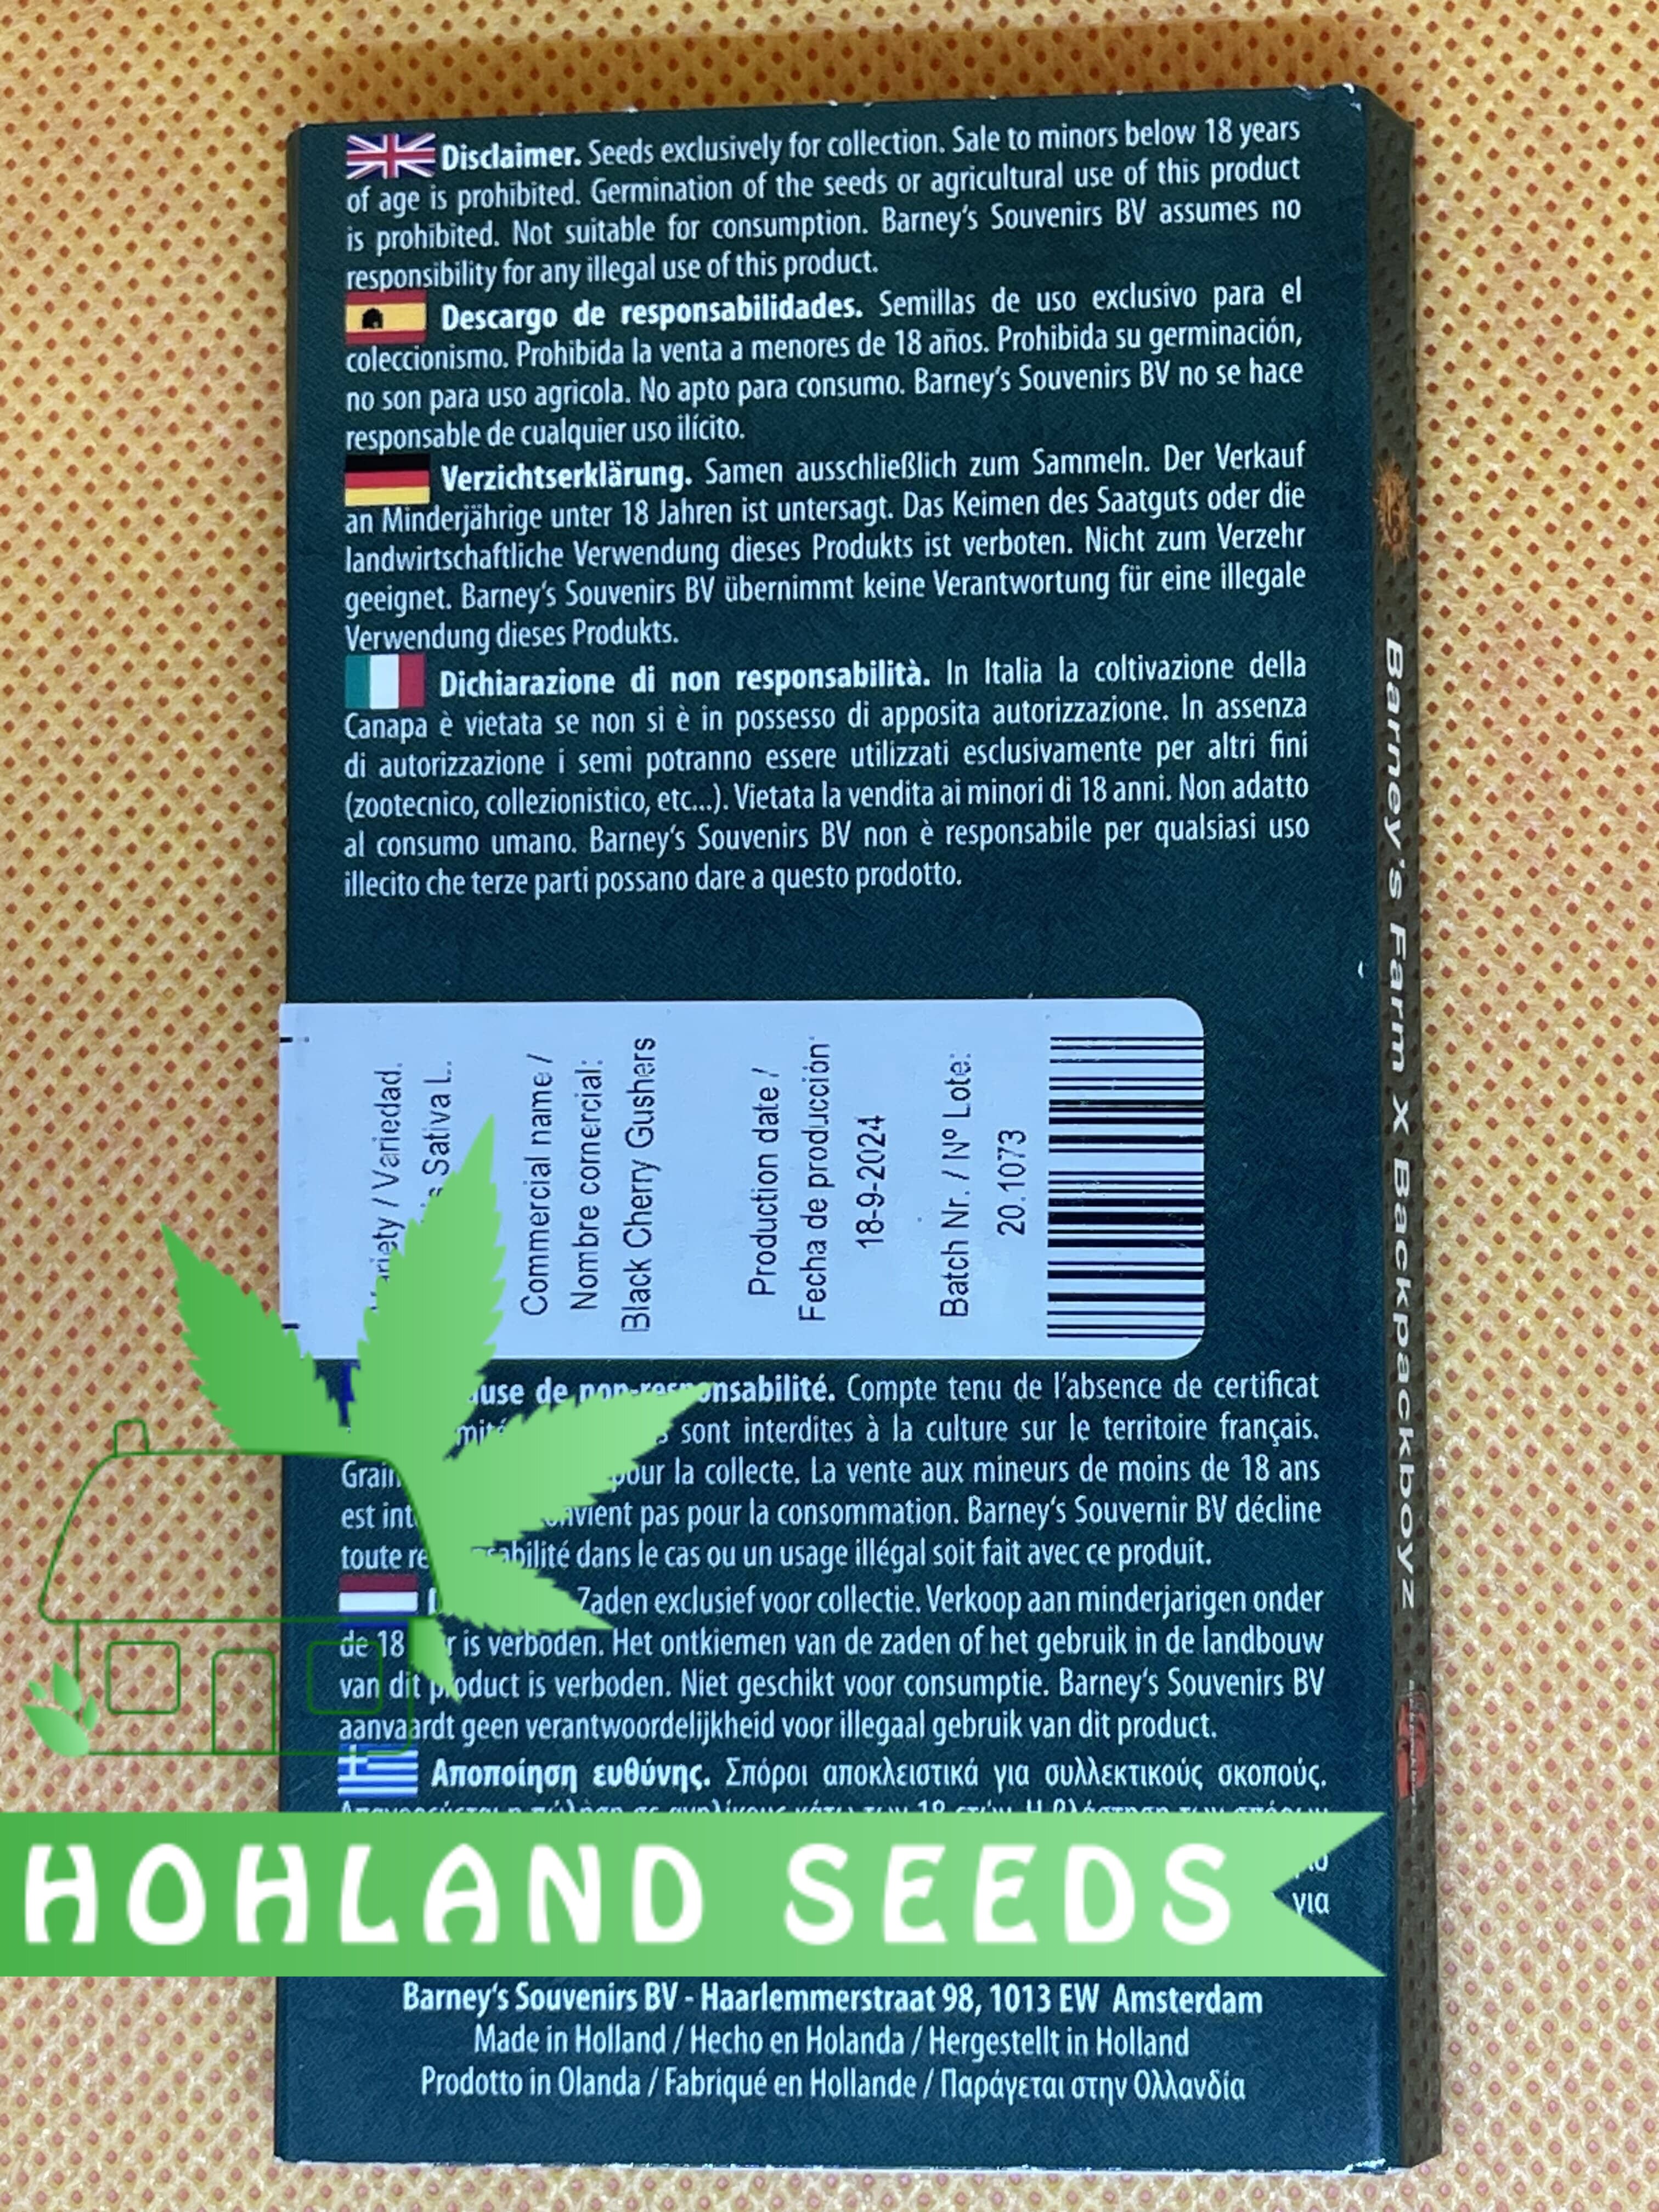 Disclaimer. Seeds exclusively for collection. Sale to minors below 18 years
of age is prohibited. Germination of the seeds or agricultural use of this product
is prohibited. Not suitable for consumption. Barney's Souvenirs BV assumes no
responsibility for any illegal use of this product.
Descargo de responsabilidades. Semillas de uso exclusivo para el
coleccionismo. Prohibida la venta a menores de 18 años. Prohibida su germinación,
no son para uso agricola. No apto para consumo. Barney's Souvenirs BV no se hace
responsable de cualquier uso ilícito.
Verzichtserklärung. Samen ausschließlich zum Sammeln. Der Verkauf
an Minderjährige unter 18 Jahren ist untersagt. Das Keimen des Saatguts oder die
landwirtschaftliche Verwendung dieses Produkts ist verboten. Nicht zum Verzehr
geeignet. Barney's Souvenirs BV übernimmt keine Verantwortung für eine illegale
Verwendung dieses Produkts.
Dichiarazione di non responsabilità. In Italia la coltivazione della
Canapa è vietata se non si è in possesso di apposita autorizzazione. In assenza
di autorizzazione i semi potranno essere utilizzati esclusivamente per altri fini
(zootecnico, collezionistico, etc...). Vietata la vendita ai minori di 18 anni. Non adatto
al consumo umano. Barney's Souvenirs BV non è responsabile per qualsiasi uso
illecito che terze parti possano dare a questo prodotto.
/ Variedad.
Sativa L.
Commercial name /
Nombre comercial:
Black Cherry Gushers
Production date /
Fecha de producción:
18-9-2024
Batch Nr. / Nº Lote:
20.1073
de non-responsabilité. Compte tenu de l'absence de certificat
sont interdites à la culture sur le territoire français.
pour la collecte. La vente aux mineurs de moins de 18 ans
est pas pour la consommation. Barney's Souvernir BV décline
toute dans le cas ou un usage illégal soit fait avec ce produit.
Zaden exclusief voor collectie. Verkoop aan minderjarigen onder
de 18 is verboden. Het ontkiemen van de zaden of het gebruik in de landbouw
van dit product is verboden. Niet geschikt voor consumptie. Barney's Souvenirs BV
aanvaardt geen verantwoordelijkheid voor illegaal gebruik van dit product.
Αποποίηση ευθύνης. Σπόροι αποκλειστικά για συλλεκτικούς σκοπούς.
για
HOHLAND SEEDS
Barney's Souvenirs BV - Haarlemmerstraat 98, 1013 EW Amsterdam
Made in Holland / Hecho en Holanda / Hergestellt in Holland
Prodotto in Olanda / Fabriqué en Hollande / Παράγεται στην Ολλανδία
Barney's Farm X Backpackboyz